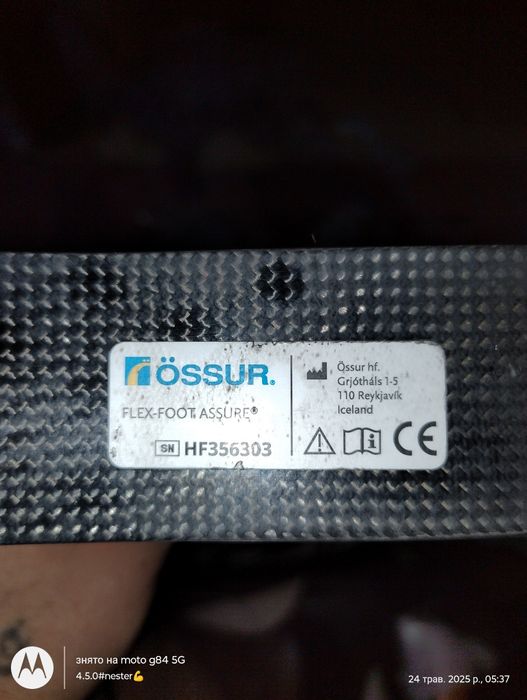 ÖSSUR®
FLEX-FOOT ASSURE®
SN HF356303
Össur hf.
Grjótháls 1-5
110 Reykjavík
Iceland
CE
знято на moto g84 5G
4.5.0#nester💪
24 трав. 2025 р., 05:37